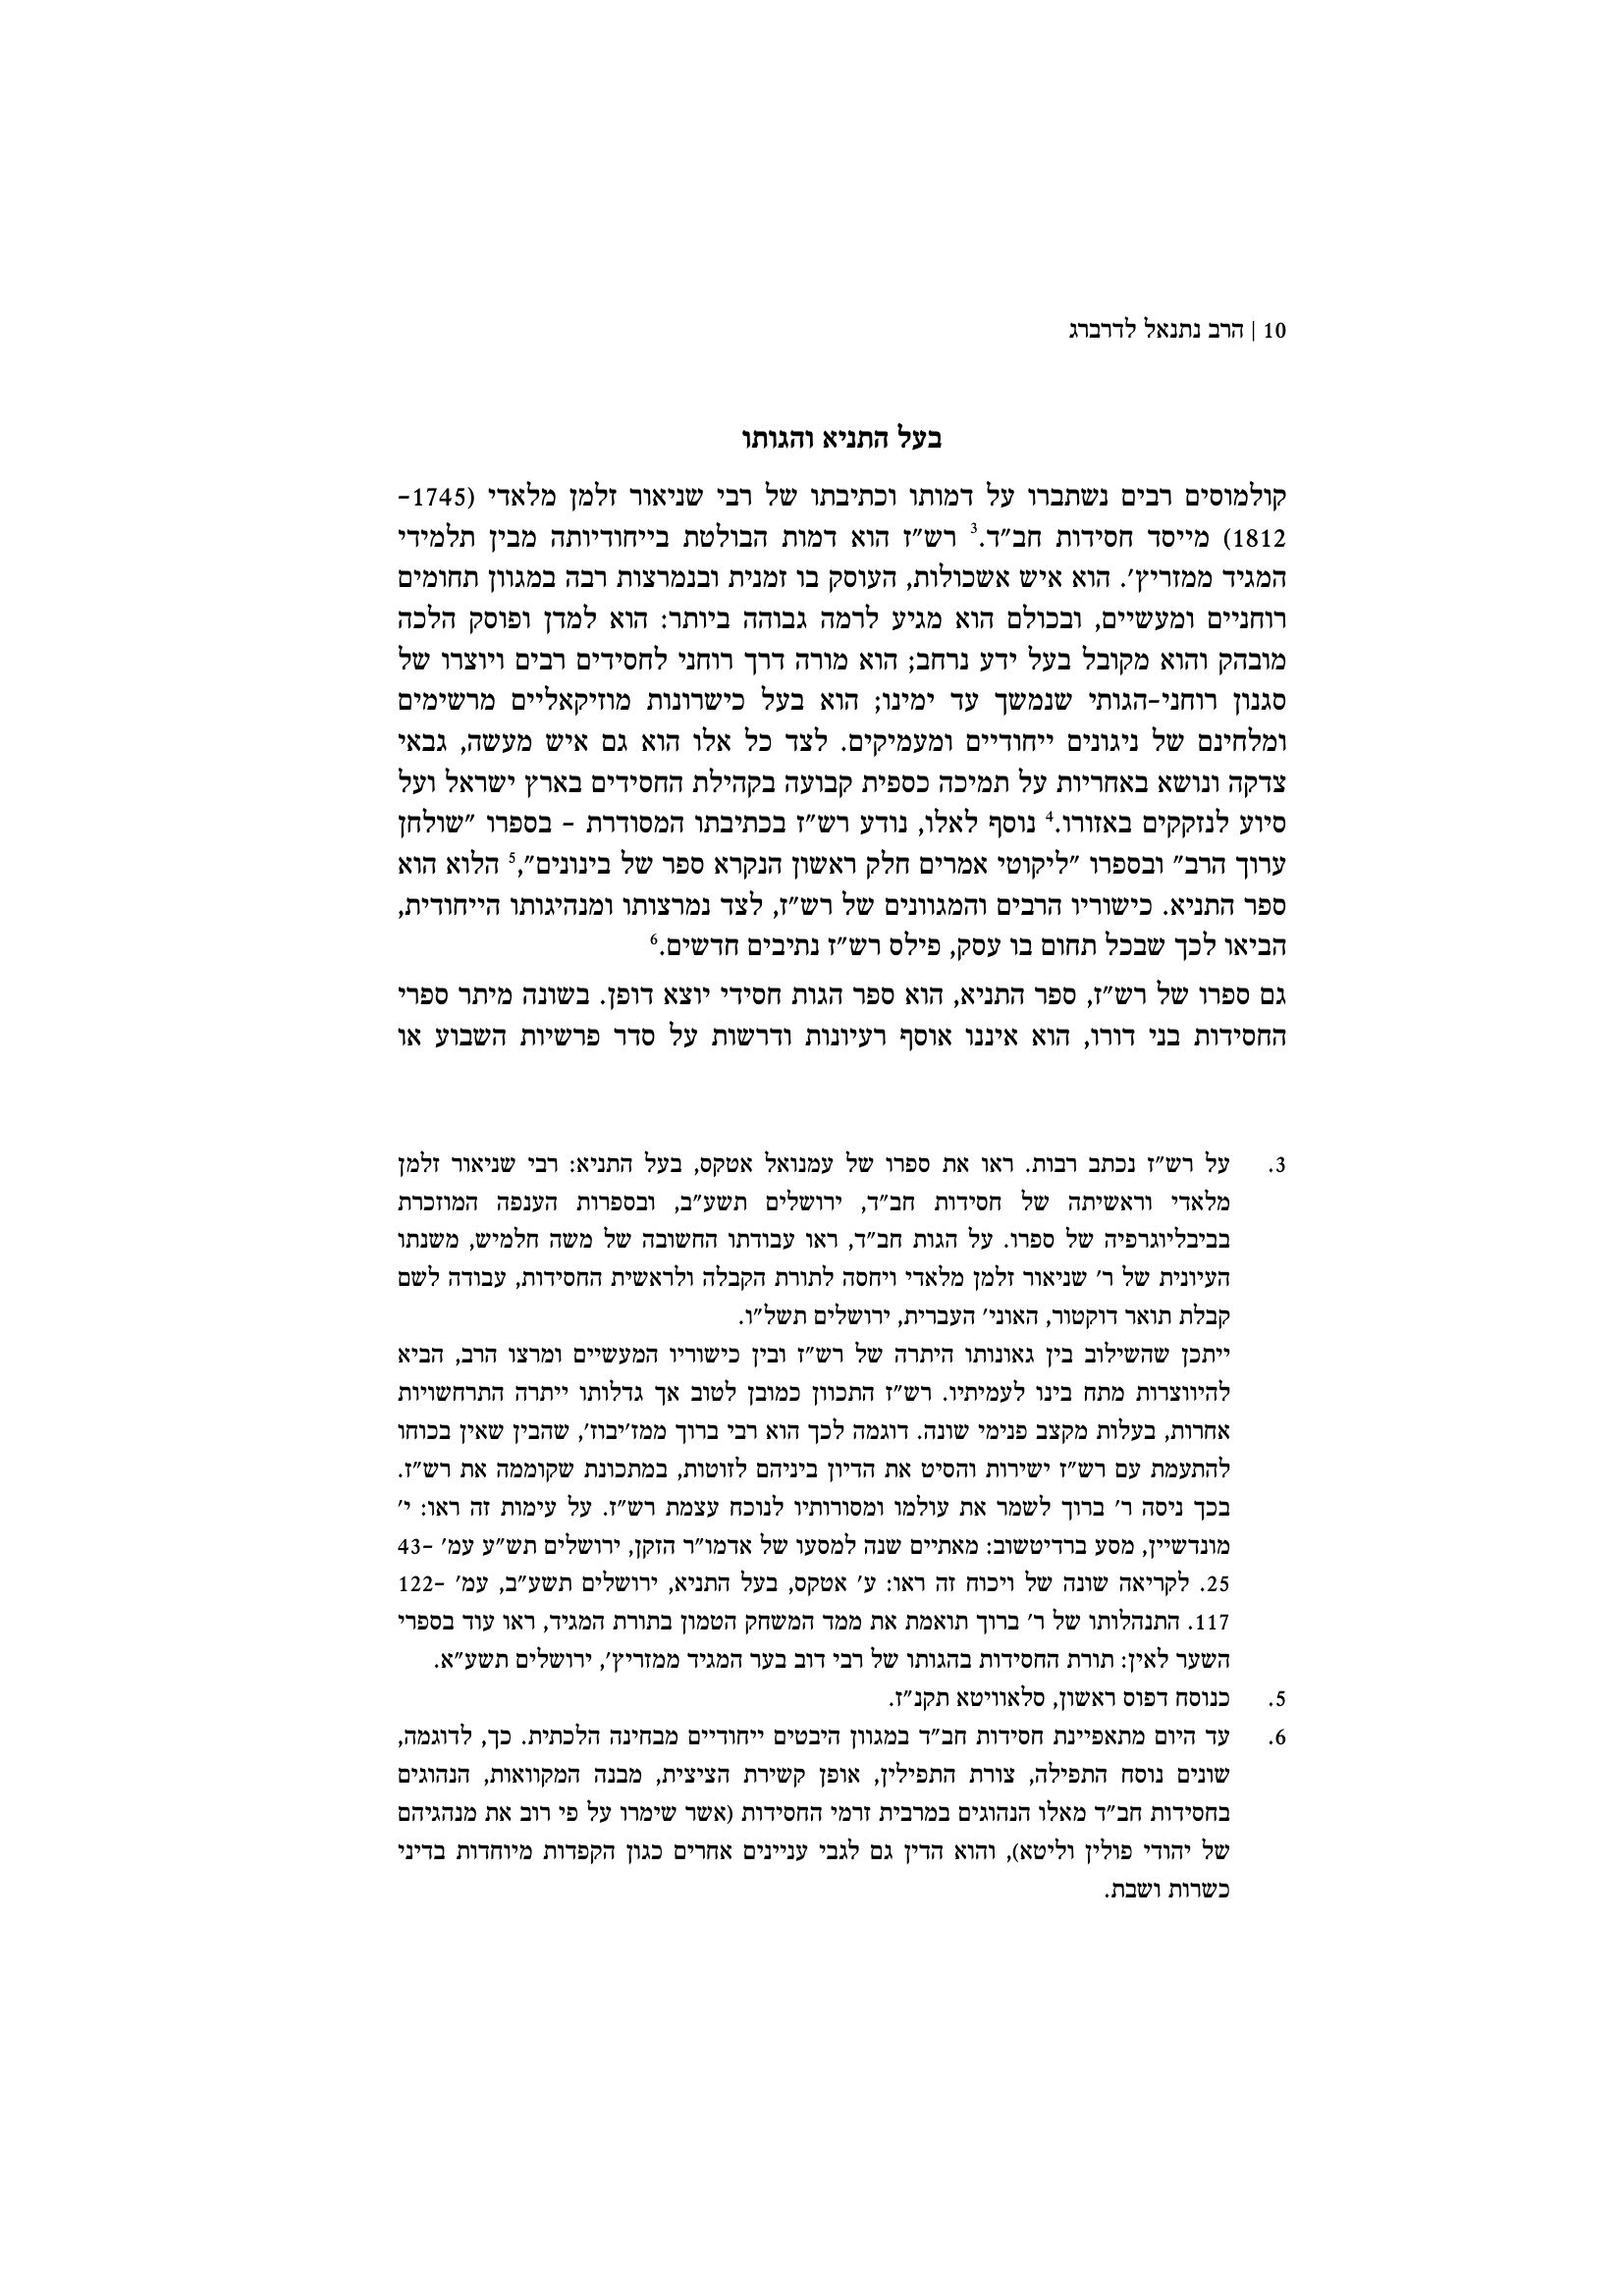 10 | הרב נתנאל לדרברג
בעל התניא והגותו
קולמוסים רבים נשתברו על דמותו וכתיבתו של רבי שניאור זלמן מלאדי (1745–
1812) מייסד חסידות חב"ד.3 רש"ז הוא דמות הבולטת בייחודיותה מבין תלמידי
המגיד ממזריץ'. הוא איש אשכולות, העוסק בו זמנית ובנמרצות רבה במגוון תחומים
רוחניים ומעשיים, ובכולם הוא מגיע לרמה גבוהה ביותר: הוא למדן ופוסק הלכה
מובהק והוא מקובל בעל ידע נרחב; הוא מורה דרך רוחני לחסידים רבים ויוצרו של
סגנון רוחני–הגותי שנמשך עד ימינו; הוא בעל כישרונות מוזיקאליים מרשימים
ומלחינם של ניגונים ייחודיים ומעמיקים. לצד כל אלו הוא גם איש מעשה, גבאי
צדקה ונושא באחריות על תמיכה כספית קבועה בקהילת החסידים בארץ ישראל ועל
סיוע לנזקקים באזורו.4 נוסף לאלו, נודע רש"ז בכתיבתו המסודרת – בספרו "שולחן
ערוך הרב" ובספרו "ליקוטי אמרים חלק ראשון הנקרא ספר של בינונים",5 הלוא הוא
ספר התניא. כישוריו הרבים והמגוונים של רש"ז, לצד נמרצותו ומנהיגותו הייחודית,
הביאו לכך שבכל תחום בו עסק, פילס רש"ז נתיבים חדשים.6
גם ספרו של רש"ז, ספר התניא, הוא ספר הגות חסידי יוצא דופן. בשונה מיתר ספרי
החסידות בני דורו, הוא איננו אוסף רעיונות ודרשות על סדר פרשיות השבוע או
3. על רש"ז נכתב רבות. ראו את ספרו של עמנואל אטקס, בעל התניא: רבי שניאור זלמן
מלאדי וראשיתה של חסידות חב"ד, ירושלים תשע"ב, ובספרות הענפה המוזכרת
בביבליוגרפיה של ספרו. על הגות חב"ד, ראו עבודתו החשובה של משה חלמיש, משנתו
העיונית של ר' שניאור זלמן מלאדי ויחסה לתורת הקבלה ולראשית החסידות, עבודה לשם
קבלת תואר דוקטור, האוני' העברית, ירושלים תשל"ו.
ייתכן שהשילוב בין גאונותו היתרה של רש"ז ובין כישוריו המעשיים ומרצו הרב, הביא
להיווצרות מתח בינו לעמיתיו. רש"ז התכוון כמובן לטוב אך גדלותו ייתרה התרחשויות
אחרות, בעלות מקצב פנימי שונה. דוגמה לכך הוא רבי ברוך ממז'יבוז', שהבין שאין בכוחו
להתעמת עם רש"ז ישירות והסיט את הדיון ביניהם לזוטות, במתכונת שקוממה את רש"ז.
בכך ניסה ר' ברוך לשמר את עולמו ומסורותיו לנוכח עצמת רש"ז. על עימות זה ראו: י'
מונדשיין, מסע ברדיטשוב: מאתיים שנה למסעו של אדמו"ר הזקן, ירושלים תש"ע עמ' 43–
25. לקריאה שונה של ויכוח זה ראו: ע' אטקס, בעל התניא, ירושלים תשע"ב, עמ' 122–
117. התנהלותו של ר' ברוך תואמת את ממד המשחק הטמון בתורת המגיד, ראו עוד בספרי
השער לאין: תורת החסידות בהגותו של רבי דוב בער המגיד ממזריץ', ירושלים תשע"א.
5. כנוסח דפוס ראשון, סלאוויטא תקנ"ז.
6. עד היום מתאפיינת חסידות חב"ד במגוון היבטים ייחודיים מבחינה הלכתית. כך, לדוגמה,
שונים נוסח התפילה, צורת התפילין, אופן קשירת הציצית, מבנה המקוואות, הנהוגים
בחסידות חב"ד מאלו הנהוגים במרבית זרמי החסידות (אשר שימרו על פי רוב את מנהגיהם
של יהודי פולין וליטא), והוא הדין גם לגבי עניינים אחרים כגון הקפדות מיוחדות בדיני
כשרות ושבת.